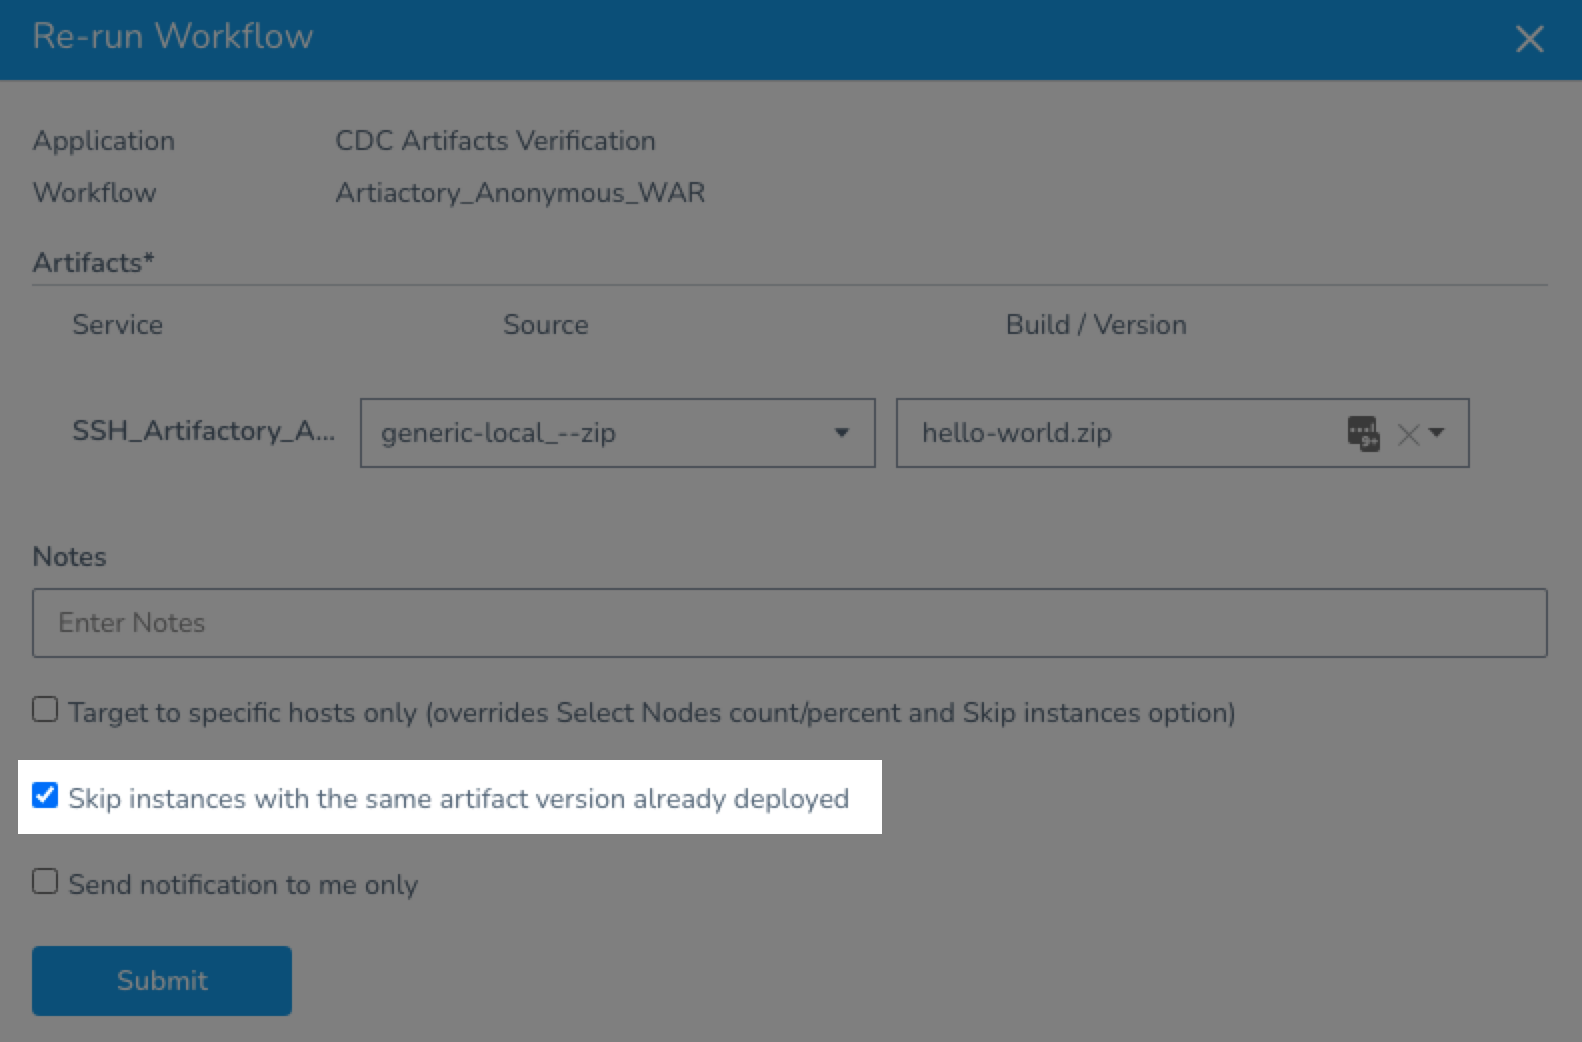 Re-run Workflow
Application CDC Artifacts Verification
Workflow Artiactory_Anonymous_WAR
Artifacts*
Service Source Build / Version
SSH_Artifactory_A... generic-local_--zip hello-world.zip 9+
Notes
Enter Notes
Target to specific hosts only (overrides Select Nodes count/percent and Skip instances option)
Skip instances with the same artifact version already deployed
Send notification to me only
Submit